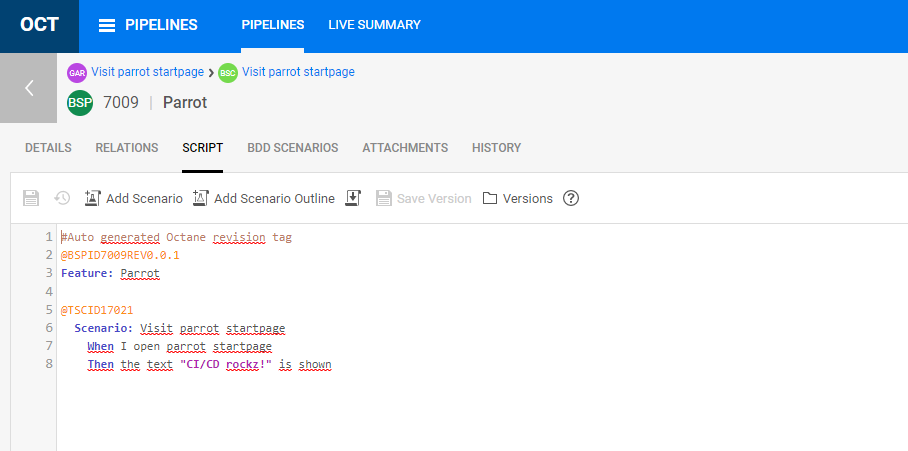 OCT PIPELINES PIPELINES LIVE SUMMARY
GAR Visit parrot startpage > BSC Visit parrot startpage
BSP 7009 | Parrot
DETAILS RELATIONS SCRIPT BDD SCENARIOS ATTACHMENTS HISTORY
Add Scenario Add Scenario Outline Save Version Versions ?
1 #Auto generated Octane revision tag
2 @BSPID7009REV0.0.1
3 Feature: Parrot
4
5 @TSCID17021
6 Scenario: Visit parrot startpage
7 When I open parrot startpage
8 Then the text "CI/CD rockz!" is shown